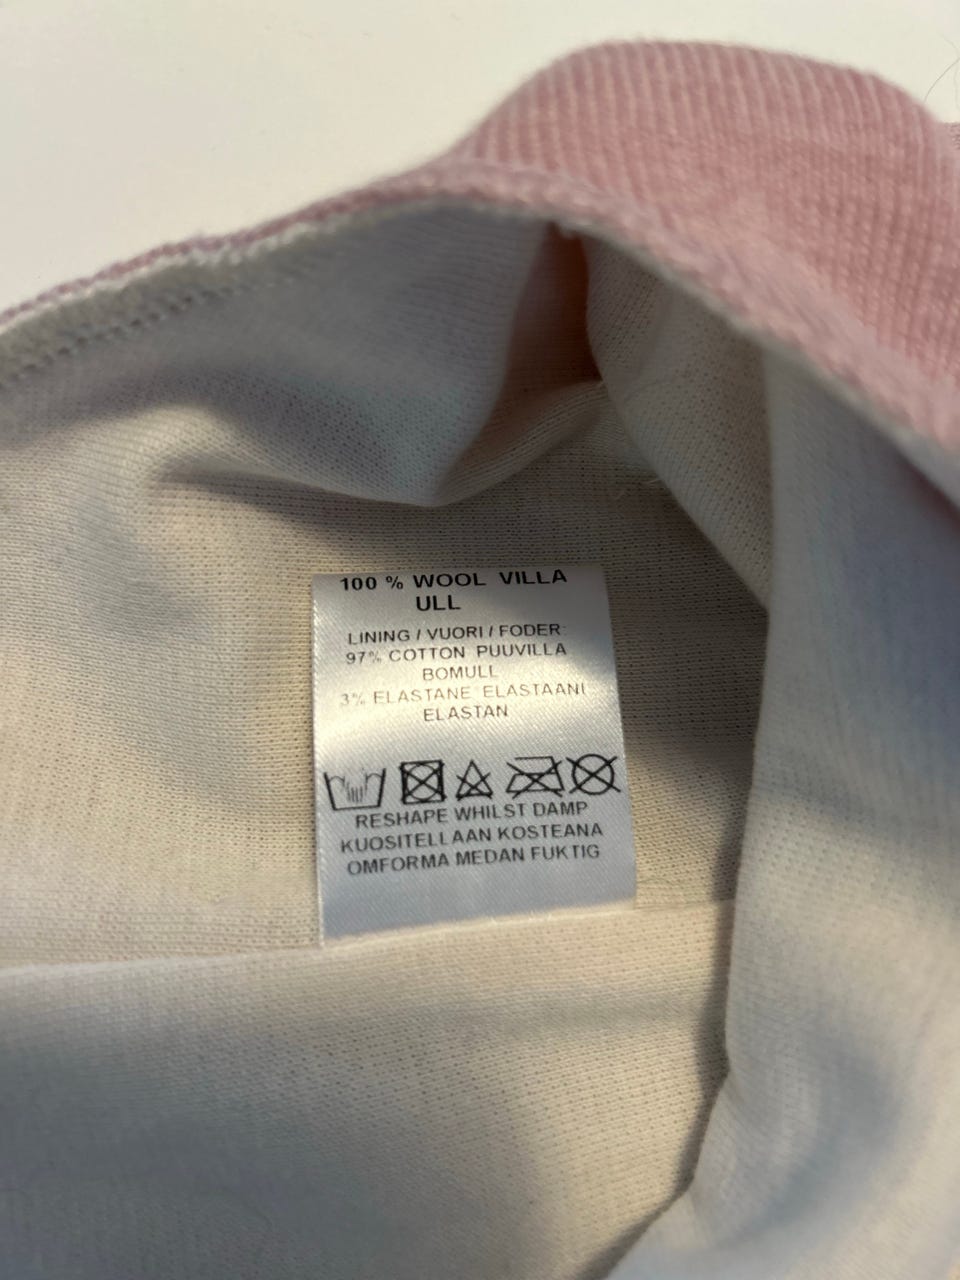 100 % WOOL VILLA
ULL
LINING / VUORI / FODER:
97% COTTON PUUVILLA
BOMULL
3% ELASTANE ELASTAANI
ELASTAN
RESHAPE WHILST DAMP
KUOSITELLAAN KOSTEANA
OMFORMA MEDAN FUKTIG